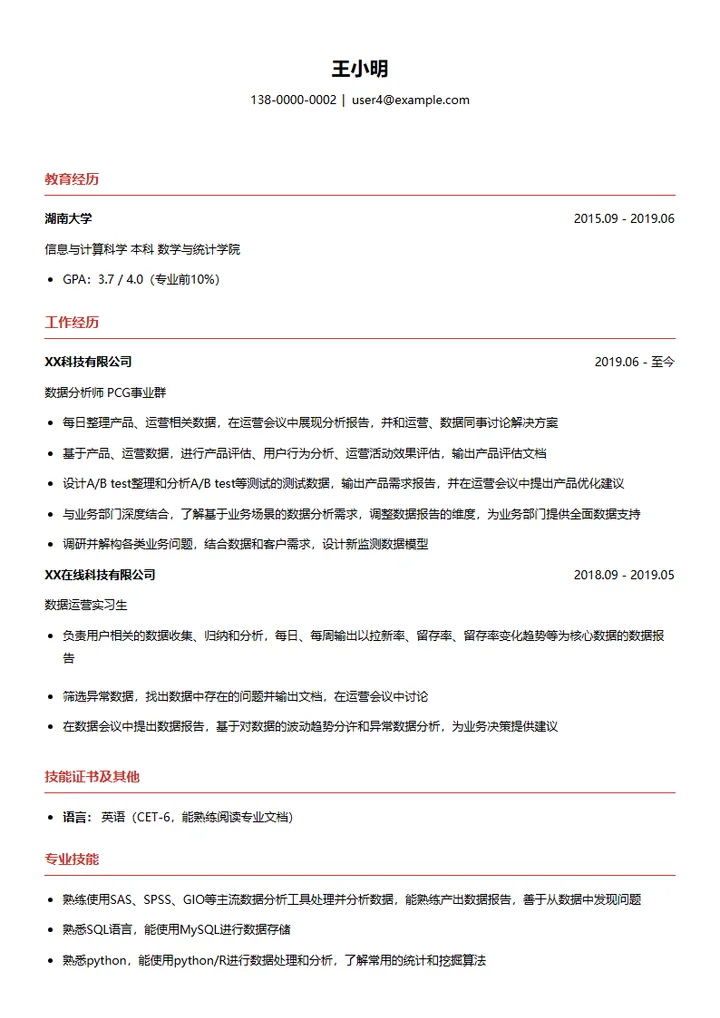 王小明
138-0000-0002 | user4@example.com
教育经历
湖南大学 2015.09 - 2019.06
信息与计算科学 本科 数学与统计学院
• GPA：3.7 / 4.0（专业前10%）
工作经历
XX科技有限公司 2019.06 - 至今
数据分析师 PCG事业群
• 每日整理产品、运营相关数据，在运营会议中展现分析报告，并和运营、数据同事讨论解决方案
• 基于产品、运营数据，进行产品评估、用户行为分析、运营活动效果评估，输出产品评估文档
• 设计A/B test整理和分析A/B test等测试的测试数据，输出产品需求报告，并在运营会议中提出产品优化建议
• 与业务部门深度结合，了解基于业务场景的数据分析需求，调整数据报告的维度，为业务部门提供全面数据支持
• 调研并解构各类业务问题，结合数据和客户需求，设计新监测数据模型
XX在线科技有限公司 2018.09 - 2019.05
数据运营实习生
• 负责用户相关的数据收集、归纳和分析，每日、每周输出以拉新率、留存率、留存率变化趋势等为核心数据的数据报
告
• 筛选异常数据，找出数据中存在的问题并输出文档，在运营会议中讨论
• 在数据会议中提出数据报告，基于对数据的波动趋势分许和异常数据分析，为业务决策提供建议
技能证书及其他
• 语言： 英语（CET-6，能熟练阅读专业文档）
专业技能
• 熟练使用SAS、SPSS、GIO等主流数据分析工具处理并分析数据，能熟练产出数据报告，善于从数据中发现问题
• 熟悉SQL语言，能使用MySQL进行数据存储
• 熟悉python，能使用python/R进行数据处理和分析，了解常用的统计和挖掘算法